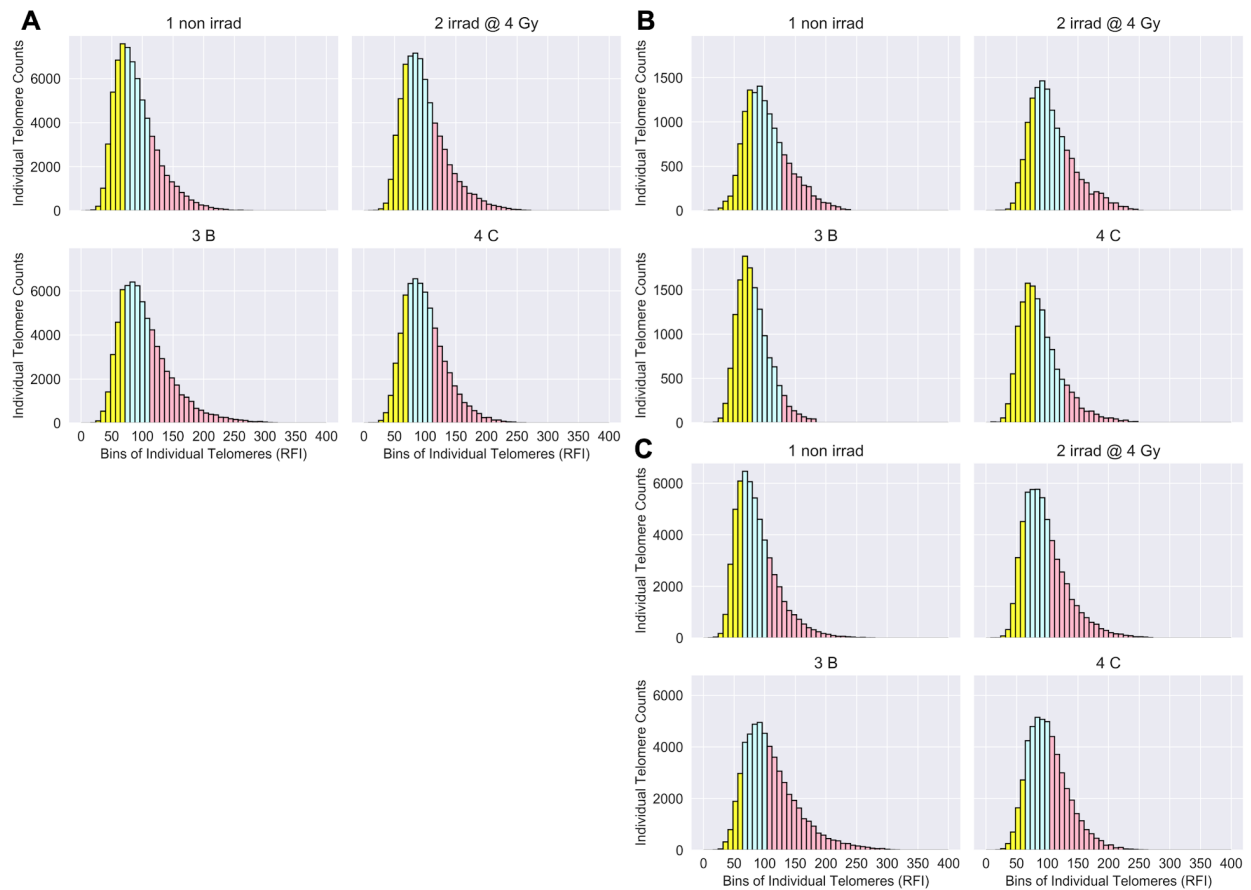 A
1 non irrad
2 irrad @ 4 Gy
Individual Telomere Counts
6000
4000
2000
0
3 B
4 C
Individual Telomere Counts
6000
4000
2000
0
0 50 100 150 200 250 300 350 400
0 50 100 150 200 250 300 350 400
Bins of Individual Telomeres (RFI)
Bins of Individual Telomeres (RFI)
B
1 non irrad
2 irrad @ 4 Gy
Individual Telomere Counts
1500
1000
500
0
3 B
4 C
Individual Telomere Counts
1500
1000
500
0
C
1 non irrad
2 irrad @ 4 Gy
Individual Telomere Counts
6000
4000
2000
0
3 B
4 C
Individual Telomere Counts
6000
4000
2000
0
0 50 100 150 200 250 300 350 400
0 50 100 150 200 250 300 350 400
Bins of Individual Telomeres (RFI)
Bins of Individual Telomeres (RFI)